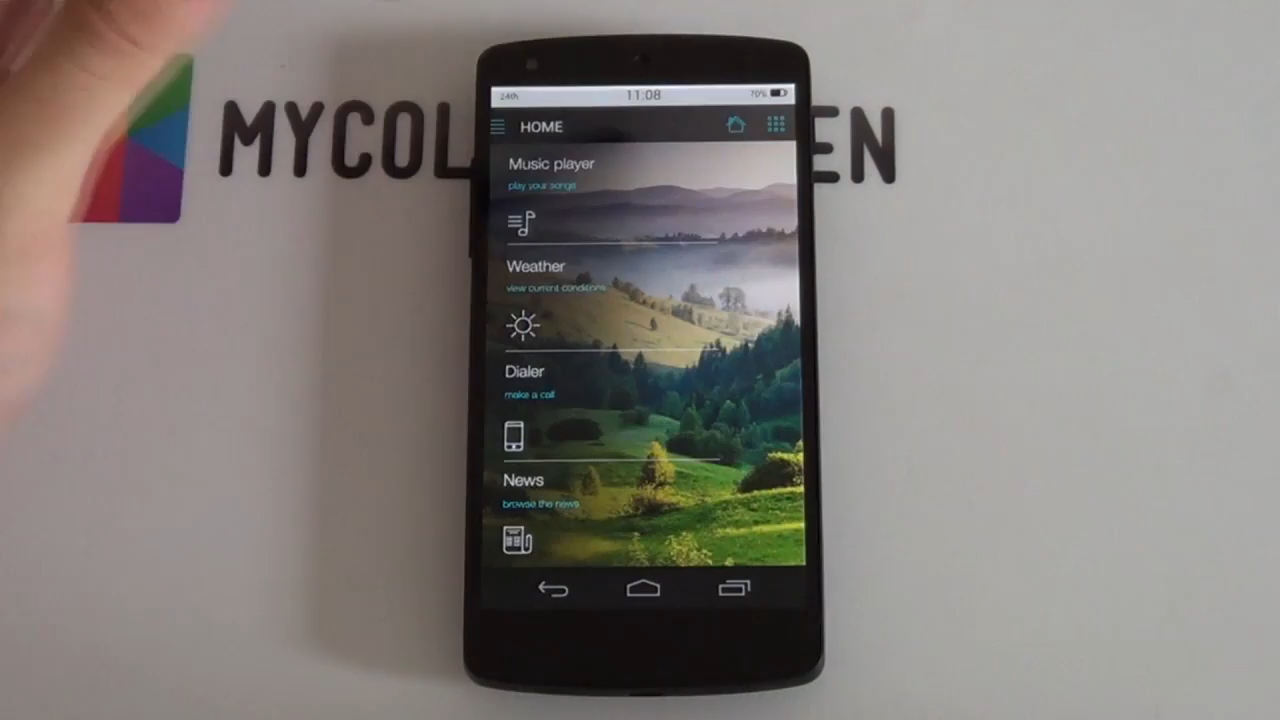 MYCOL EN
24th 11:08 70%
HOME
Music player
play your songs
Weather
view current conditions
Dialer
make a call
News
browse the news